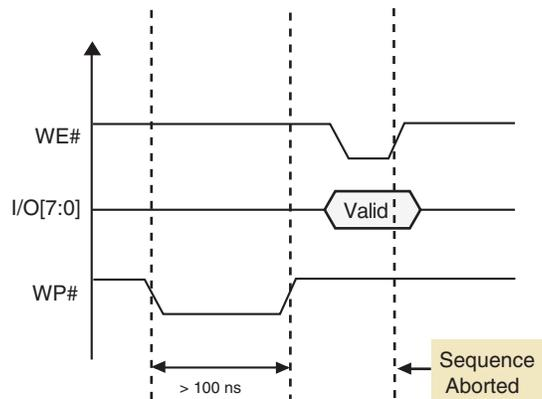 WE#
I/O[7:0]
Valid
WP#
> 100 ns
Sequence
Aborted